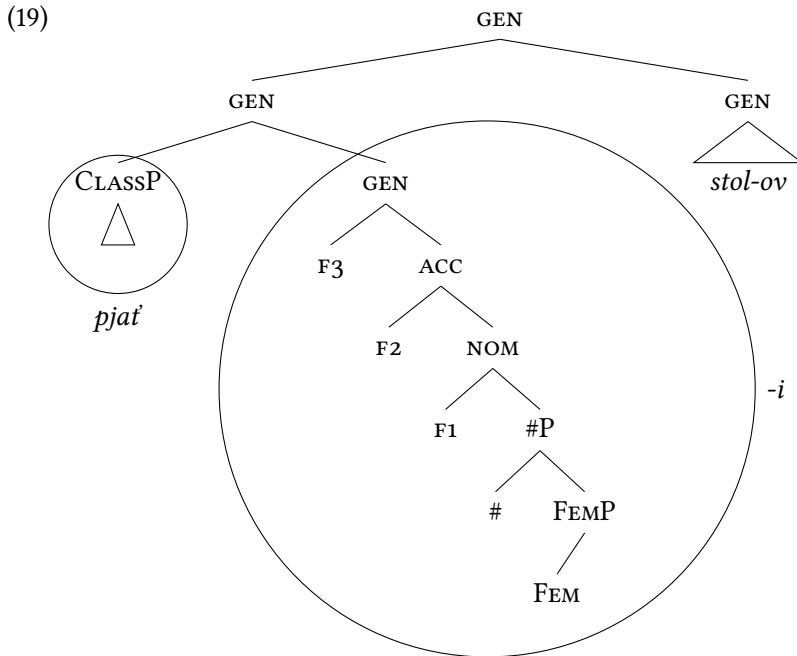 (19)
GEN
GEN GEN
CLASSP GEN stol-ov
F3 ACC
pjat'
F2 NOM
-i
F1 #P
# FEMP
FEM